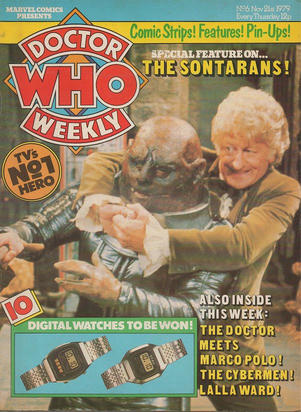 MARVEL COMICS
PRESENTS
Nº6 Nov 21st 1979
Every Thursday 12p
Comic Strips! Features! Pin-Ups!
DOCTOR
WHO
WEEKLY
SPECIAL FEATURE ON...
THE SONTARANS!
TV's
No1
HERO
10
DIGITAL WATCHES TO BE WON!
ALSO INSIDE
THIS WEEK:
THE DOCTOR
MEETS
MARCO POLO!
THE CYBERMEN!
LALLA WARD!